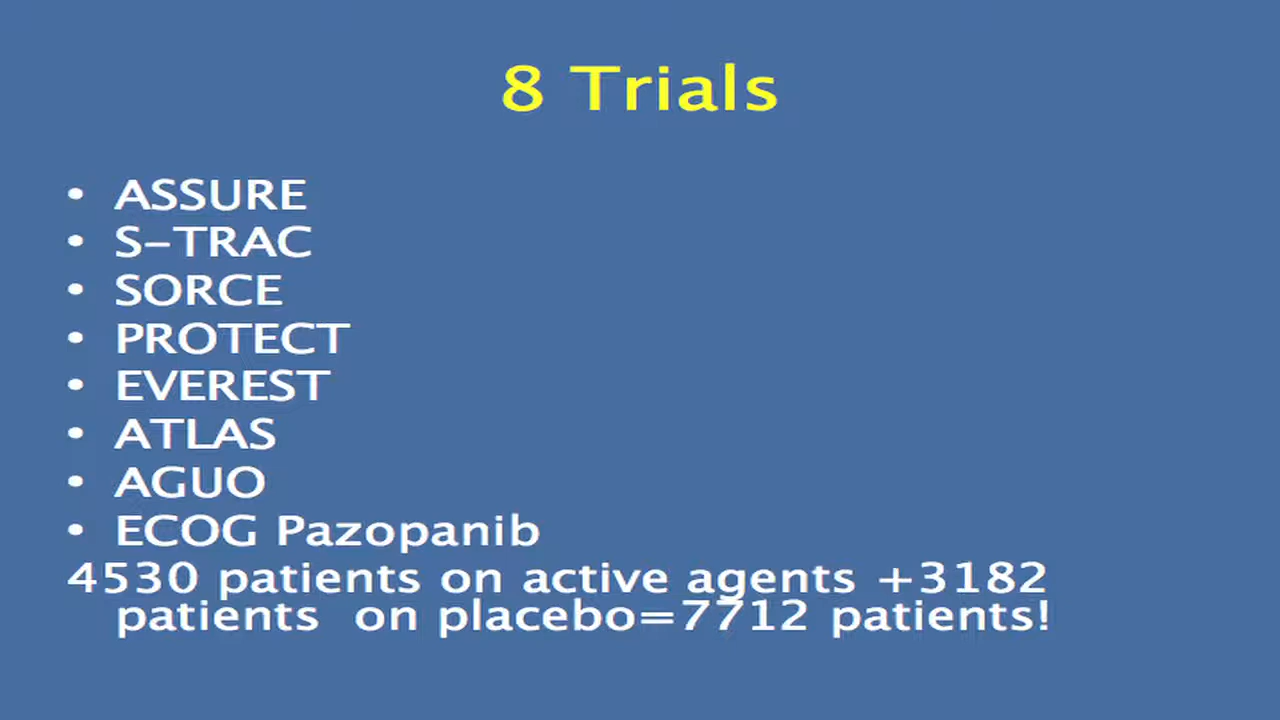 8 Trials
• ASSURE
• S–TRAC
• SORCE
• PROTECT
• EVEREST
• ATLAS
• AGUO
• ECOG Pazopanib
4530 patients on active agents +3182
patients  on placebo=7712 patients!